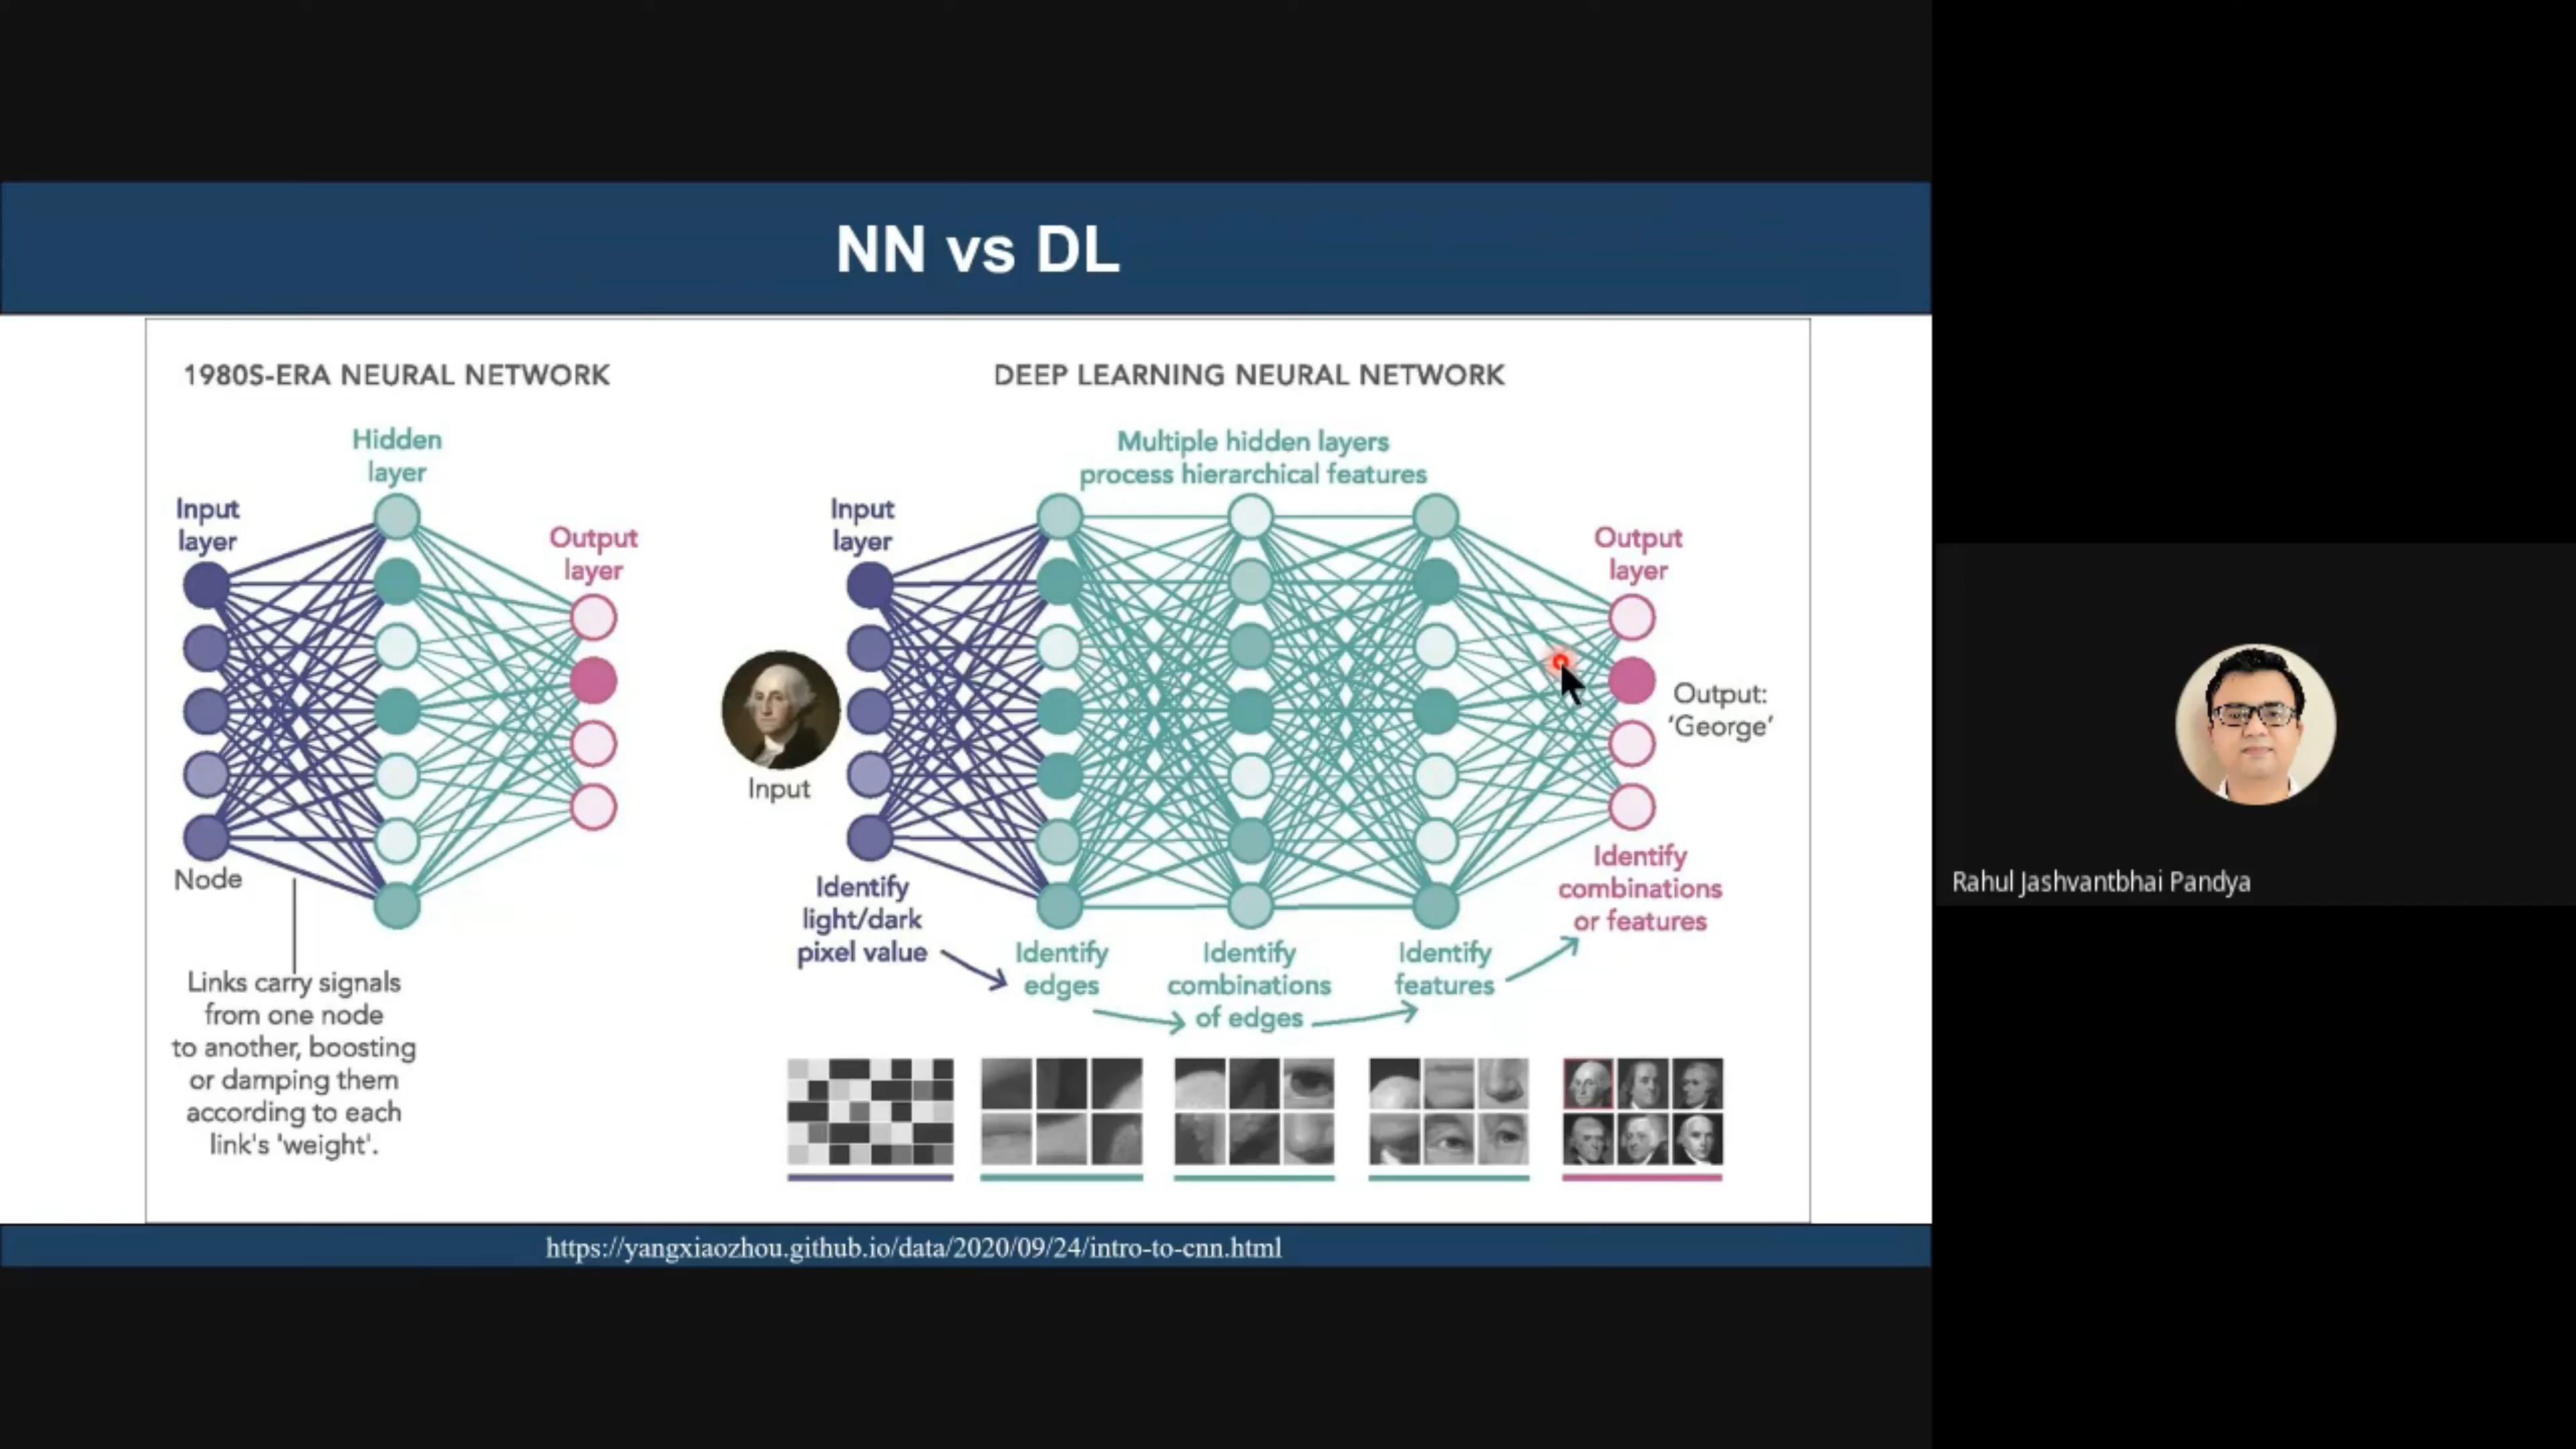 NN vs DL
1980S-ERA NEURAL NETWORK
Hidden
layer
Input
layer
Output
layer
Node
Links carry signals
from one node
to another, boosting
or damping them
according to each
link's 'weight'.
DEEP LEARNING NEURAL NETWORK
Multiple hidden layers
process hierarchical features
Input
layer
Output
layer
Input
Output:
'George'
Identify
light/dark
pixel value
Identify
edges
Identify
combinations
of edges
Identify
features
Identify
combinations
or features
https://yangxiaozhou.github.io/data/2020/09/24/intro-to-cnn.html
Rahul Jashvantbhai Pandya